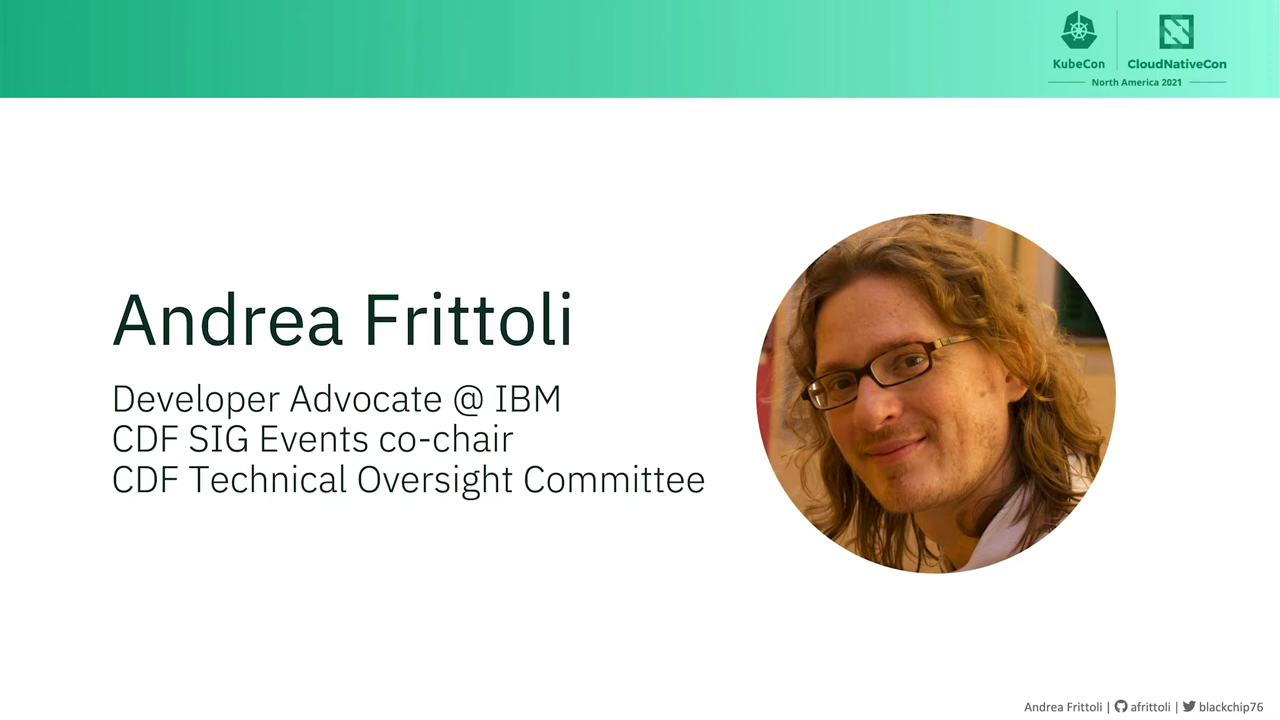 KubeCon CloudNativeCon
North America 2021
Andrea Frittoli
Developer Advocate @ IBM
CDF SIG Events co-chair
CDF Technical Oversight Committee
Andrea Frittoli | afrittoli | blackchip76